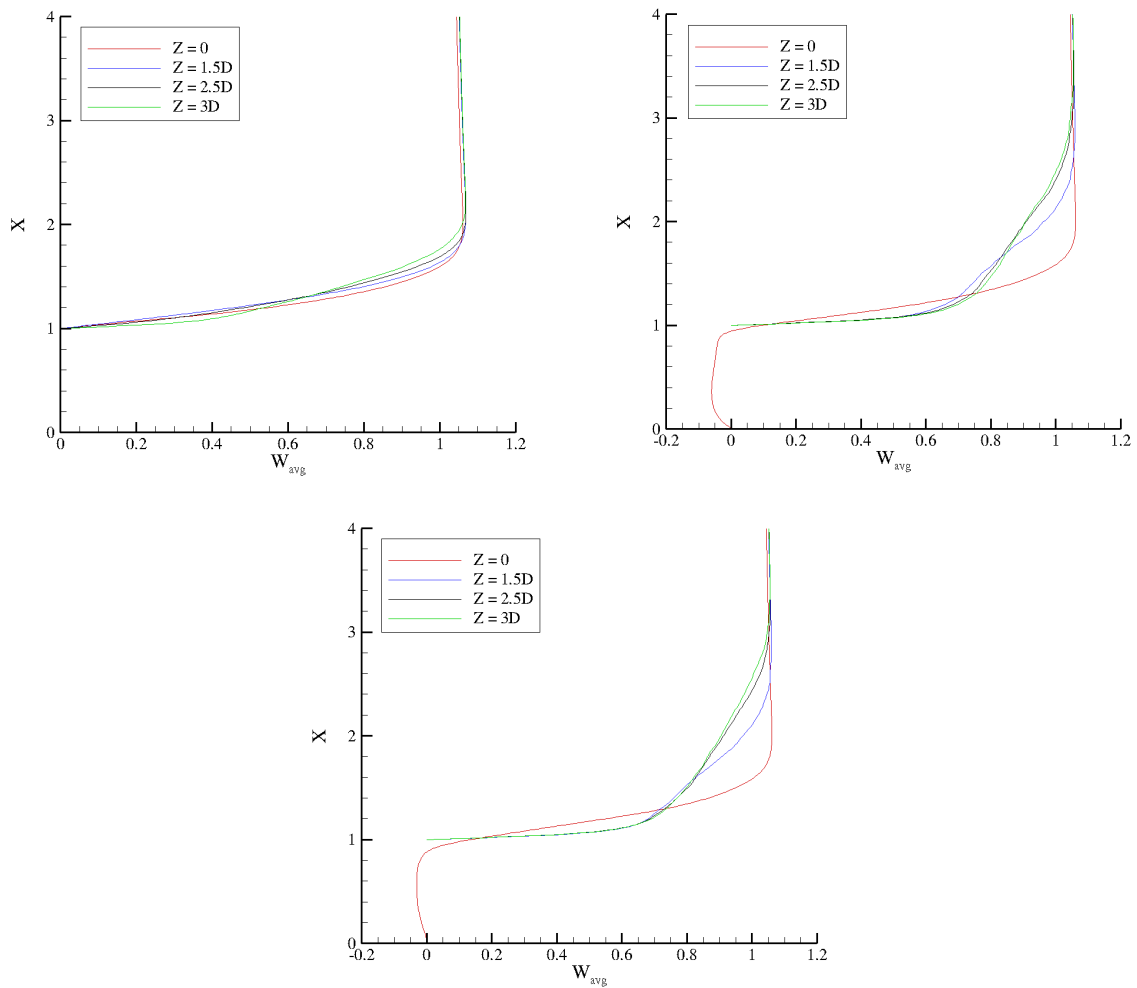 4
Z = 0
Z = 1.5D
Z = 2.5D
Z = 3D
3
X
2
1
0
0 0.2 0.4 0.6 0.8 1 1.2
Wavg
4
Z = 0
Z = 1.5D
Z = 2.5D
Z = 3D
3
X
2
1
0
-0.2 0 0.2 0.4 0.6 0.8 1 1.2
Wavg
4
Z = 0
Z = 1.5D
Z = 2.5D
Z = 3D
3
X
2
1
0
-0.2 0 0.2 0.4 0.6 0.8 1 1.2
Wavg